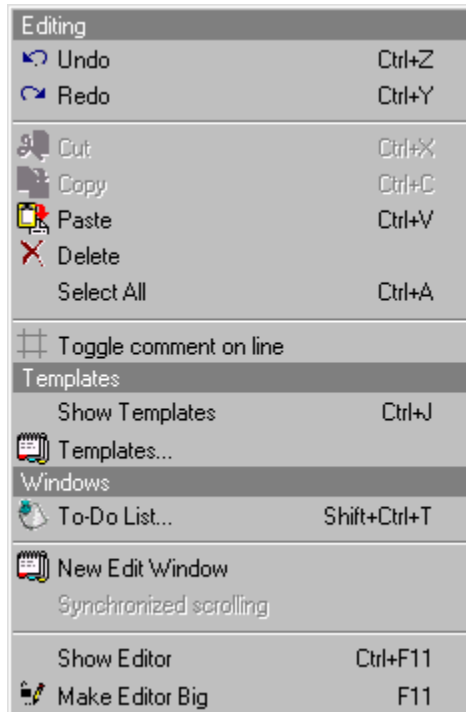 Editing
Undo Ctrl+Z
Redo Ctrl+Y
Cut Ctrl+X
Copy Ctrl+C
Paste Ctrl+V
Delete
Select All Ctrl+A
Toggle comment on line
Templates
Show Templates Ctrl+J
Templates...
Windows
To-Do List... Shift+Ctrl+T
New Edit Window
Synchronized scrolling
Show Editor Ctrl+F11
Make Editor Big F11